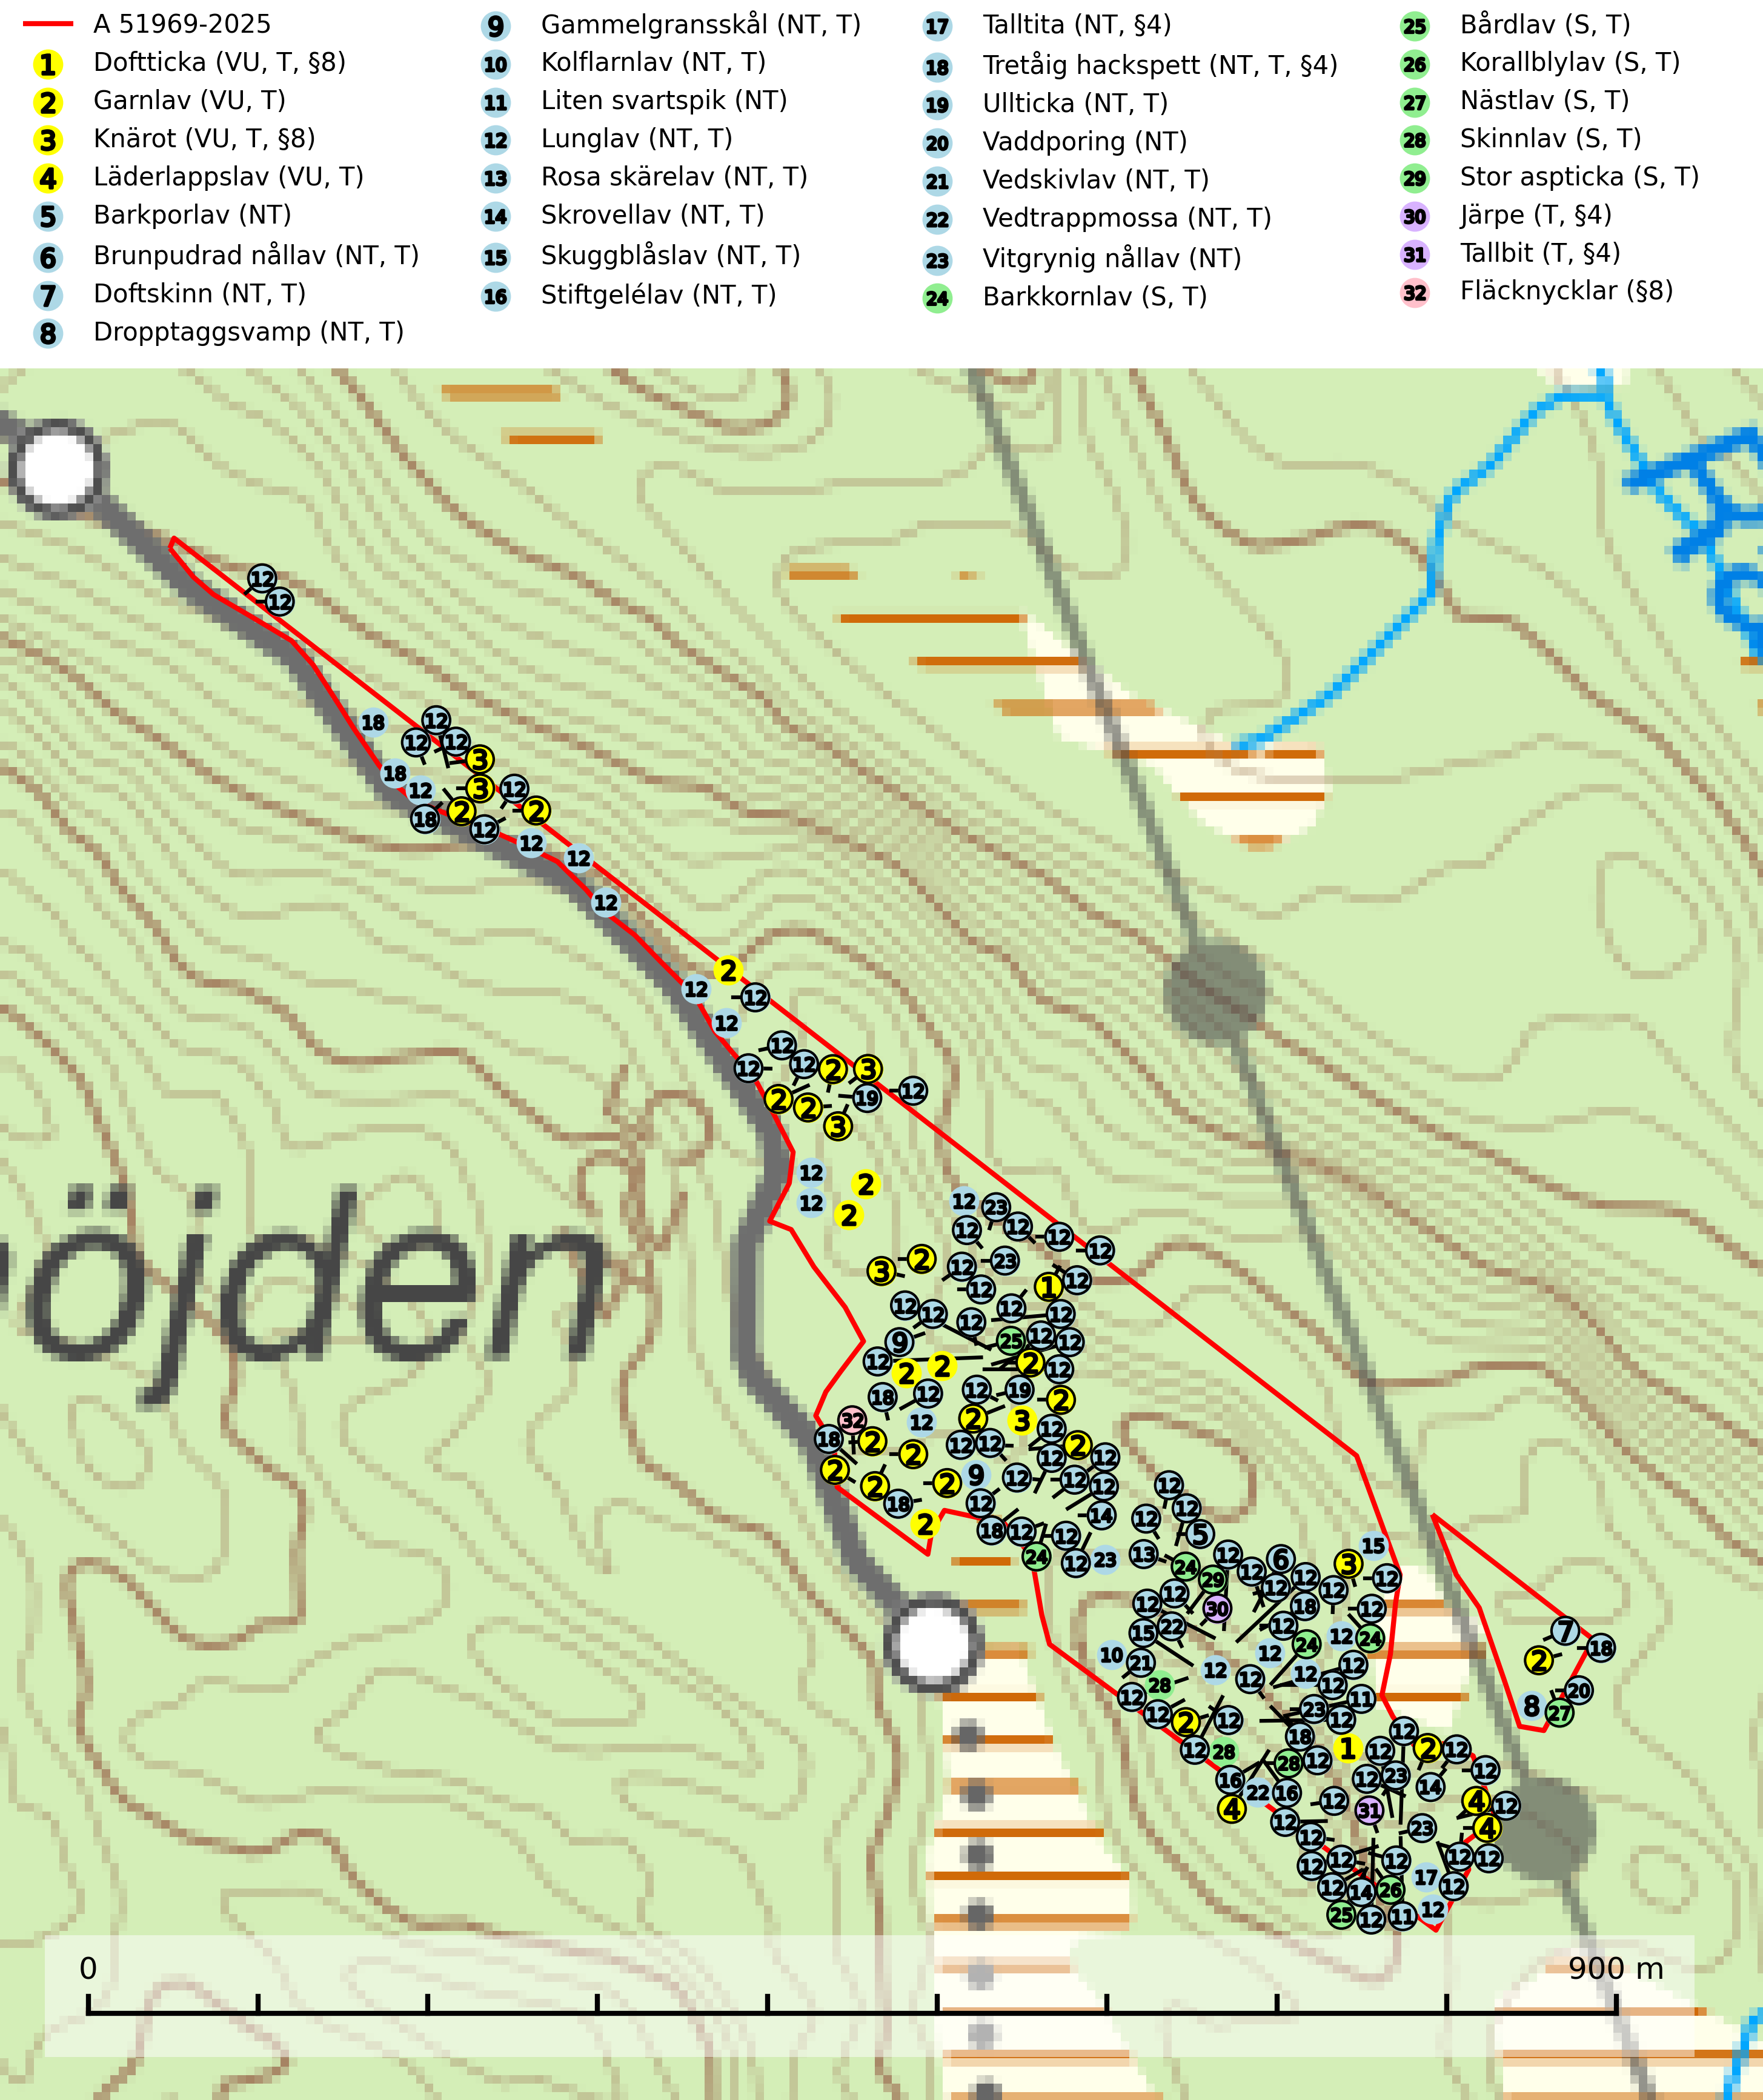 A 51969-2025
1 Doftticka (VU, T, §8)
2 Garnlav (VU, T)
3 Knärot (VU, T, §8)
4 Läderlappslav (VU, T)
5 Barkporlav (NT)
6 Brunpudrad nållav (NT, T)
7 Doftskinn (NT, T)
8 Dropptaggsvamp (NT, T)
9 Gammelgransskål (NT, T)
10 Kolflarnlav (NT, T)
11 Liten svartspik (NT)
12 Lunglav (NT, T)
13 Rosa skärelav (NT, T)
14 Skrovellav (NT, T)
15 Skuggblåslav (NT, T)
16 Stiftgelélav (NT, T)
17 Talltita (NT, §4)
18 Tretåig hackspett (NT, T, §4)
19 Ullticka (NT, T)
20 Vaddporing (NT)
21 Vedskivlav (NT, T)
22 Vedtrappmossa (NT, T)
23 Vitgrynig nållav (NT)
24 Barkkornlav (S, T)
25 Bårdlav (S, T)
26 Korallblylav (S, T)
27 Nästlav (S, T)
28 Skinnlav (S, T)
29 Stor aspticka (S, T)
30 Järpe (T, §4)
31 Tallbit (T, §4)
32 Fläcknycklar (§8)
öjden
0 900 m